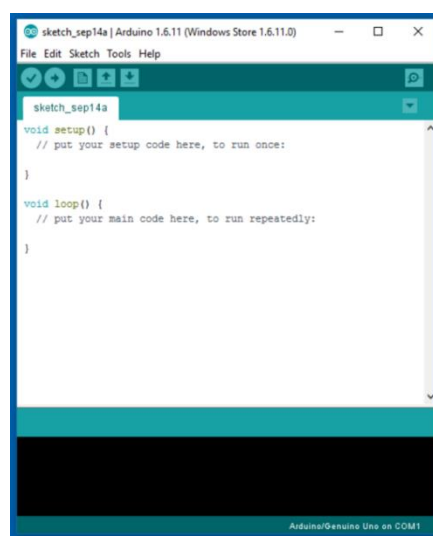 sketch_sep14a | Arduino 1.6.11 (Windows Store 1.6.11.0)
File Edit Sketch Tools Help
sketch_sep14a
void setup() {
  // put your setup code here, to run once:
}
void loop() {
  // put your main code here, to run repeatedly:
}
Arduino/Genuino Uno on COM1